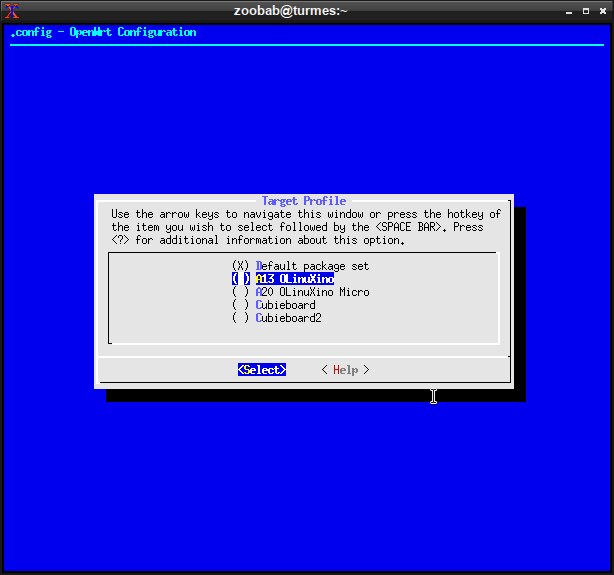 zoobab@turmes:~
.config - OpenWrt Configuration
Target Profile
Use the arrow keys to navigate this window or press the hotkey of
the item you wish to select followed by the <SPACE BAR>. Press
<?> for additional information about this option.
(X) Default package set
( ) A13 OLinuXino
( ) A20 OLinuXino Micro
( ) Cubieboard
( ) Cubieboard2
<Select> < Help >